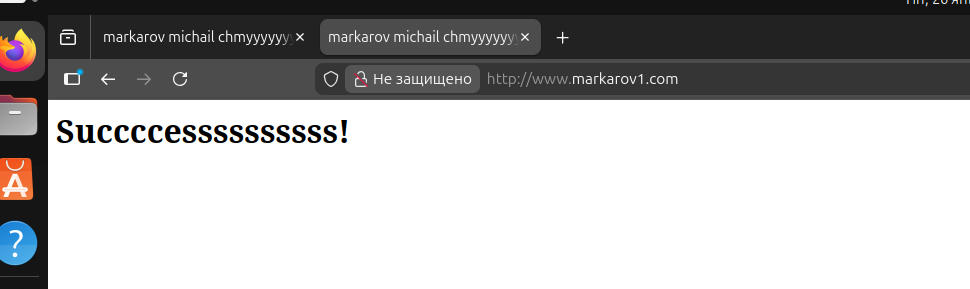 markarov michail chmyyyyyy
markarov michail chmyyyyyy
Не защищено
http://www.markarov1.com
Succccessssssssss!